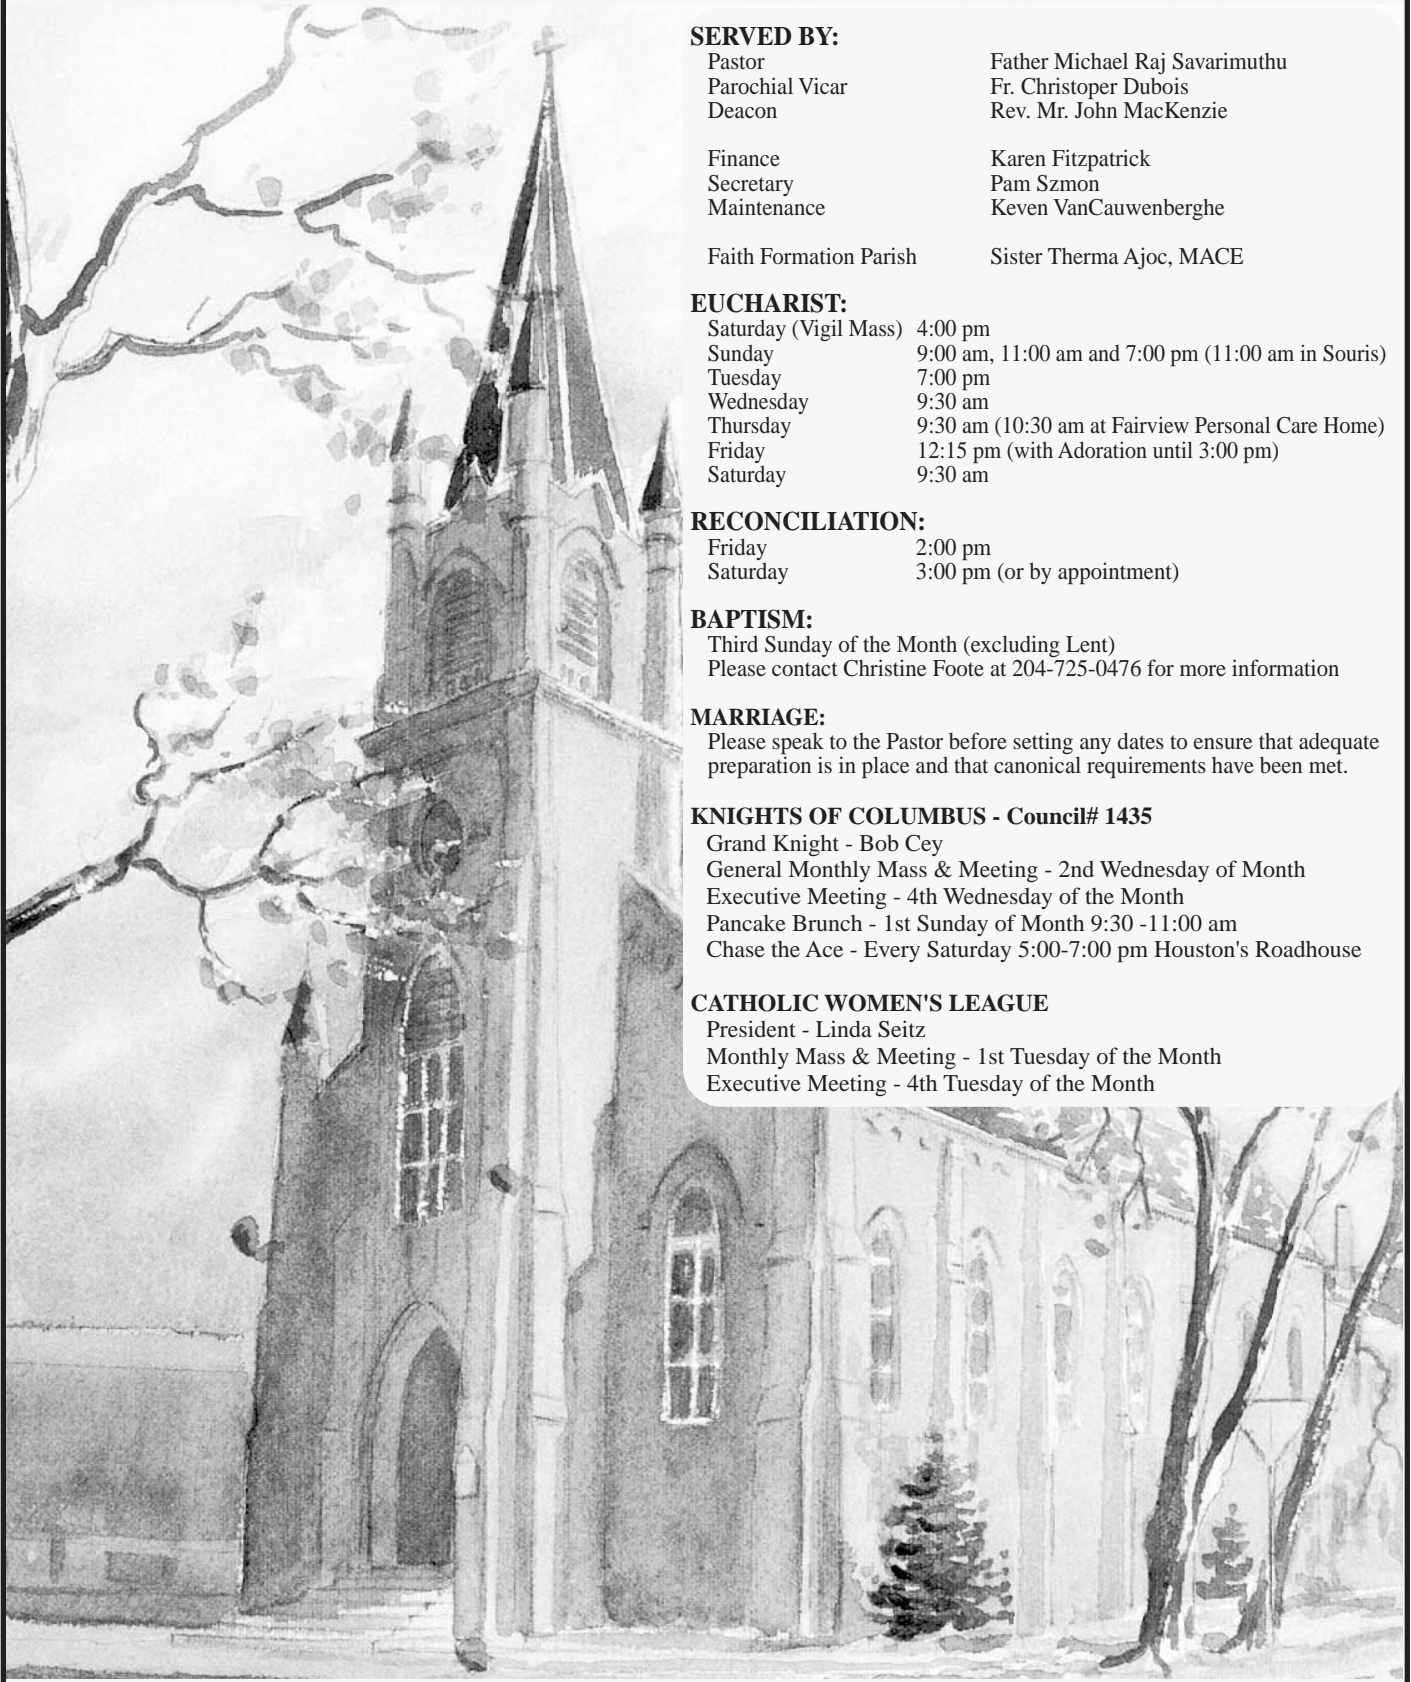 SERVED BY:
Pastor Father Michael Raj Savarimuthu
Parochial Vicar Fr. Christoper Dubois
Deacon Rev. Mr. John MacKenzie
Finance Karen Fitzpatrick
Secretary Pam Szmon
Maintenance Keven VanCauwenberghe
Faith Formation Parish Sister Therma Ajoc, MACE
EUCHARIST:
Saturday (Vigil Mass) 4:00 pm
Sunday 9:00 am, 11:00 am and 7:00 pm (11:00 am in Souris)
Tuesday 7:00 pm
Wednesday 9:30 am
Thursday 9:30 am (10:30 am at Fairview Personal Care Home)
Friday 12:15 pm (with Adoration until 3:00 pm)
Saturday 9:30 am
RECONCILIATION:
Friday 2:00 pm
Saturday 3:00 pm (or by appointment)
BAPTISM:
Third Sunday of the Month (excluding Lent)
Please contact Christine Foote at 204-725-0476 for more information
MARRIAGE:
Please speak to the Pastor before setting any dates to ensure that adequate
preparation is in place and that canonical requirements have been met.
KNIGHTS OF COLUMBUS - Council# 1435
Grand Knight - Bob Cey
General Monthly Mass & Meeting - 2nd Wednesday of Month
Executive Meeting - 4th Wednesday of the Month
Pancake Brunch - 1st Sunday of Month 9:30 -11:00 am
Chase the Ace - Every Saturday 5:00-7:00 pm Houston's Roadhouse
CATHOLIC WOMEN'S LEAGUE
President - Linda Seitz
Monthly Mass & Meeting - 1st Tuesday of the Month
Executive Meeting - 4th Tuesday of the Month